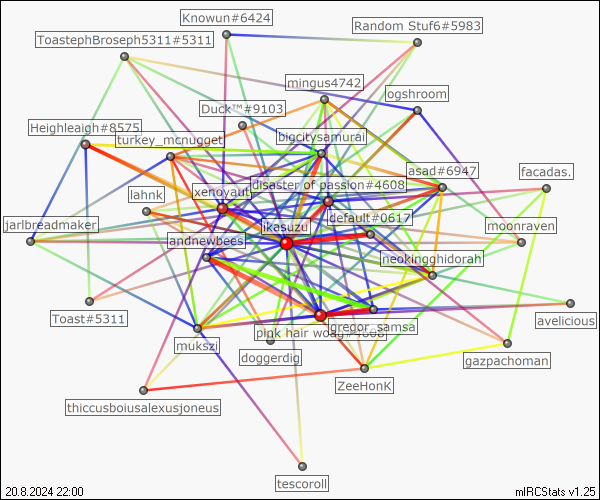 Knowun#6424
Random Stuf6#5983
ToastephBroseph5311#5311
mingus4742
ogshroom
Duck™#9103
Heighleaigh#8575
turkey_mcnugget
bigcitysamurai
asad#6947
facadas.
xenoyaut
disaster of passion#4608
lahnk
default#0617
jarlbreadmaker
ikasuzu
moonraven
andnewbees
neokingghidorah
Toast#5311
avelicious
gregor_samsa
pink hair woag
mukszi
doggerdig
gazpachoman
ZeeHonK
thiccusboiusalexusjoneus
tescoroll
20.8.2024 22:00
mIRCStats v1.25